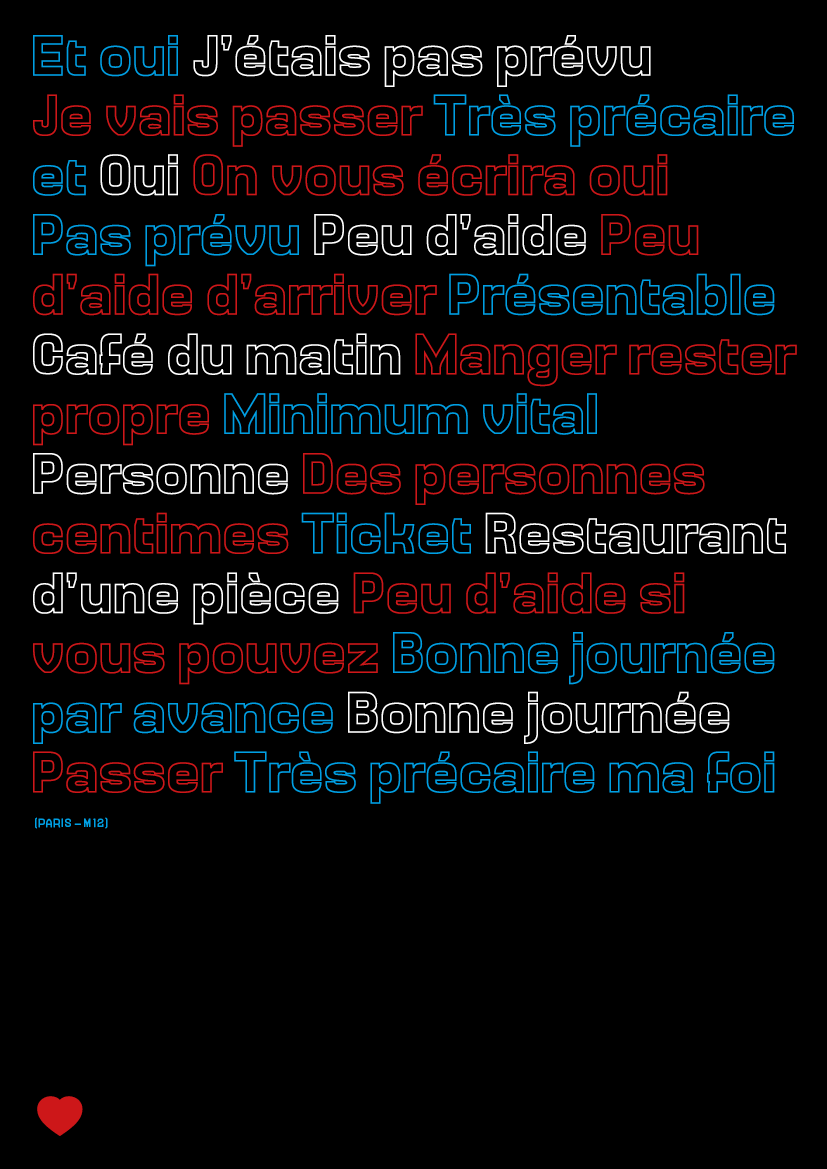 Et oui J'étais pas prévu
Je vais passer Très précaire
et Oui On vous écrira oui
Pas prévu Peu d'aide Peu
d'aide d'arriver Présentable
Café du matin Manger rester
propre Minimum vital
Personne Des personnes
centimes Ticket Restaurant
d'une pièce Peu d'aide si
vous pouvez Bonne journée
par avance Bonne journée
Passer Très précaire ma foi
(PARIS – M12)